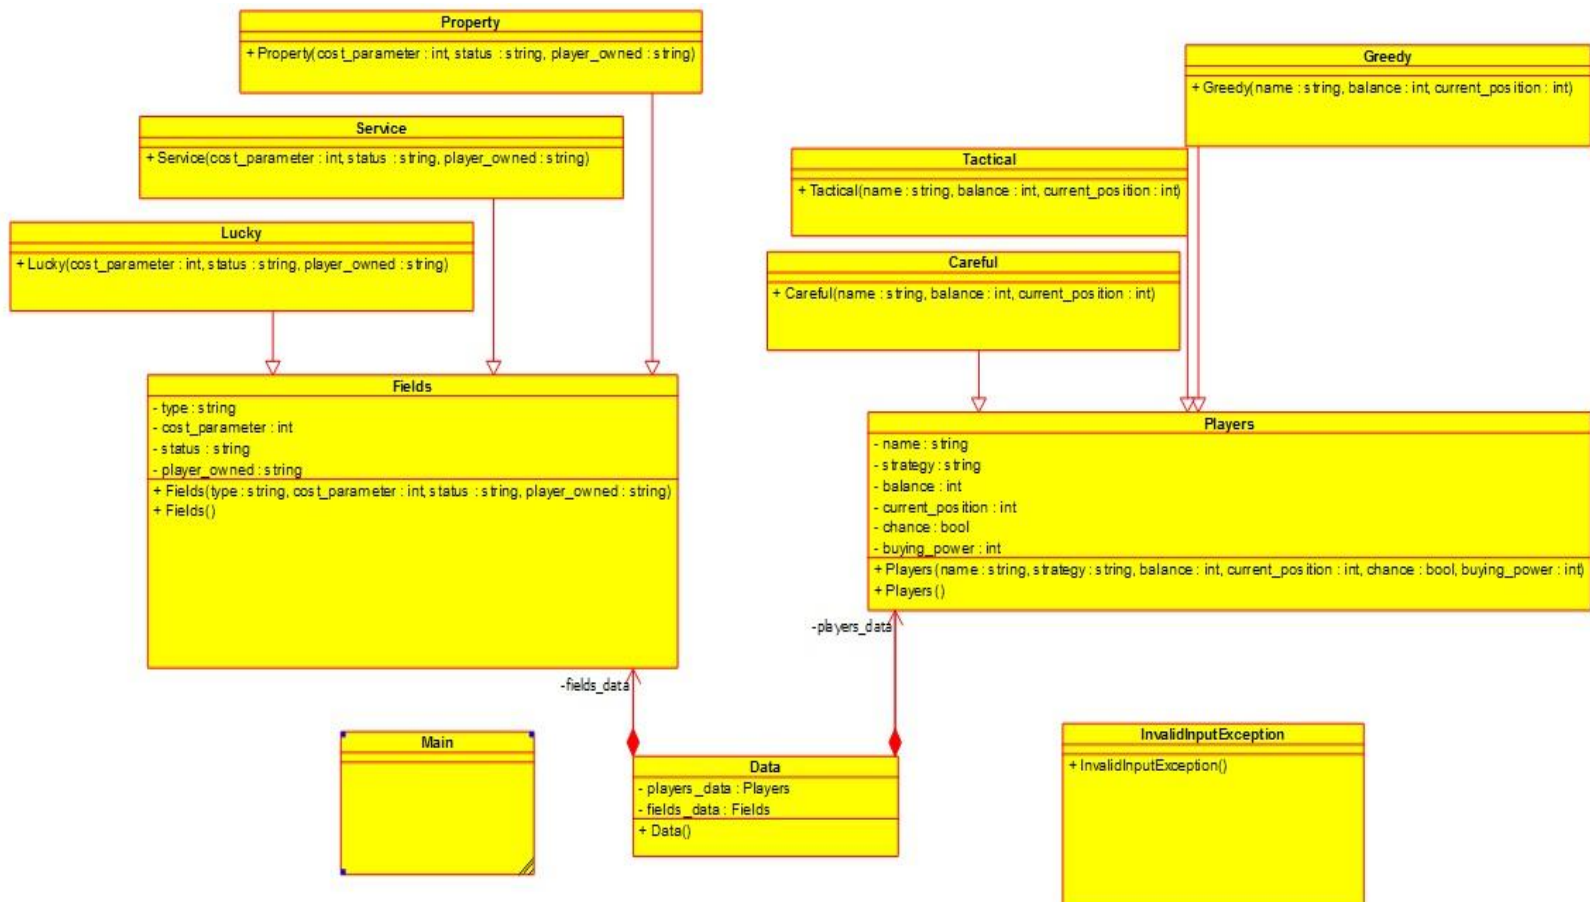 Property
+ Property(cost_parameter : int, status : string, player_owned : string)
Greedy
+ Greedy(name : string, balance : int, current_position : int)
Service
+ Service(cost_parameter : int, status : string, player_owned : string)
Tactical
+ Tactical(name : string, balance : int, current_position : int)
Lucky
+ Lucky(cost_parameter : int, status : string, player_owned : string)
Careful
+ Careful(name : string, balance : int, current_position : int)
Fields
- type : string
- cost_parameter : int
- status : string
- player_owned : string
+ Fields(type : string, cost_parameter : int, status : string, player_owned : string)
+ Fields()
Players
- name : string
- strategy : string
- balance : int
- current_position : int
- chance : bool
- buying_power : int
+ Players(name : string, strategy : string, balance : int, current_position : int, chance : bool, buying_power : int)
+ Players()
-players_data
-fields_data
Main
Data
- players_data : Players
- fields_data : Fields
+ Data()
InvalidInputException
+ InvalidInputException()